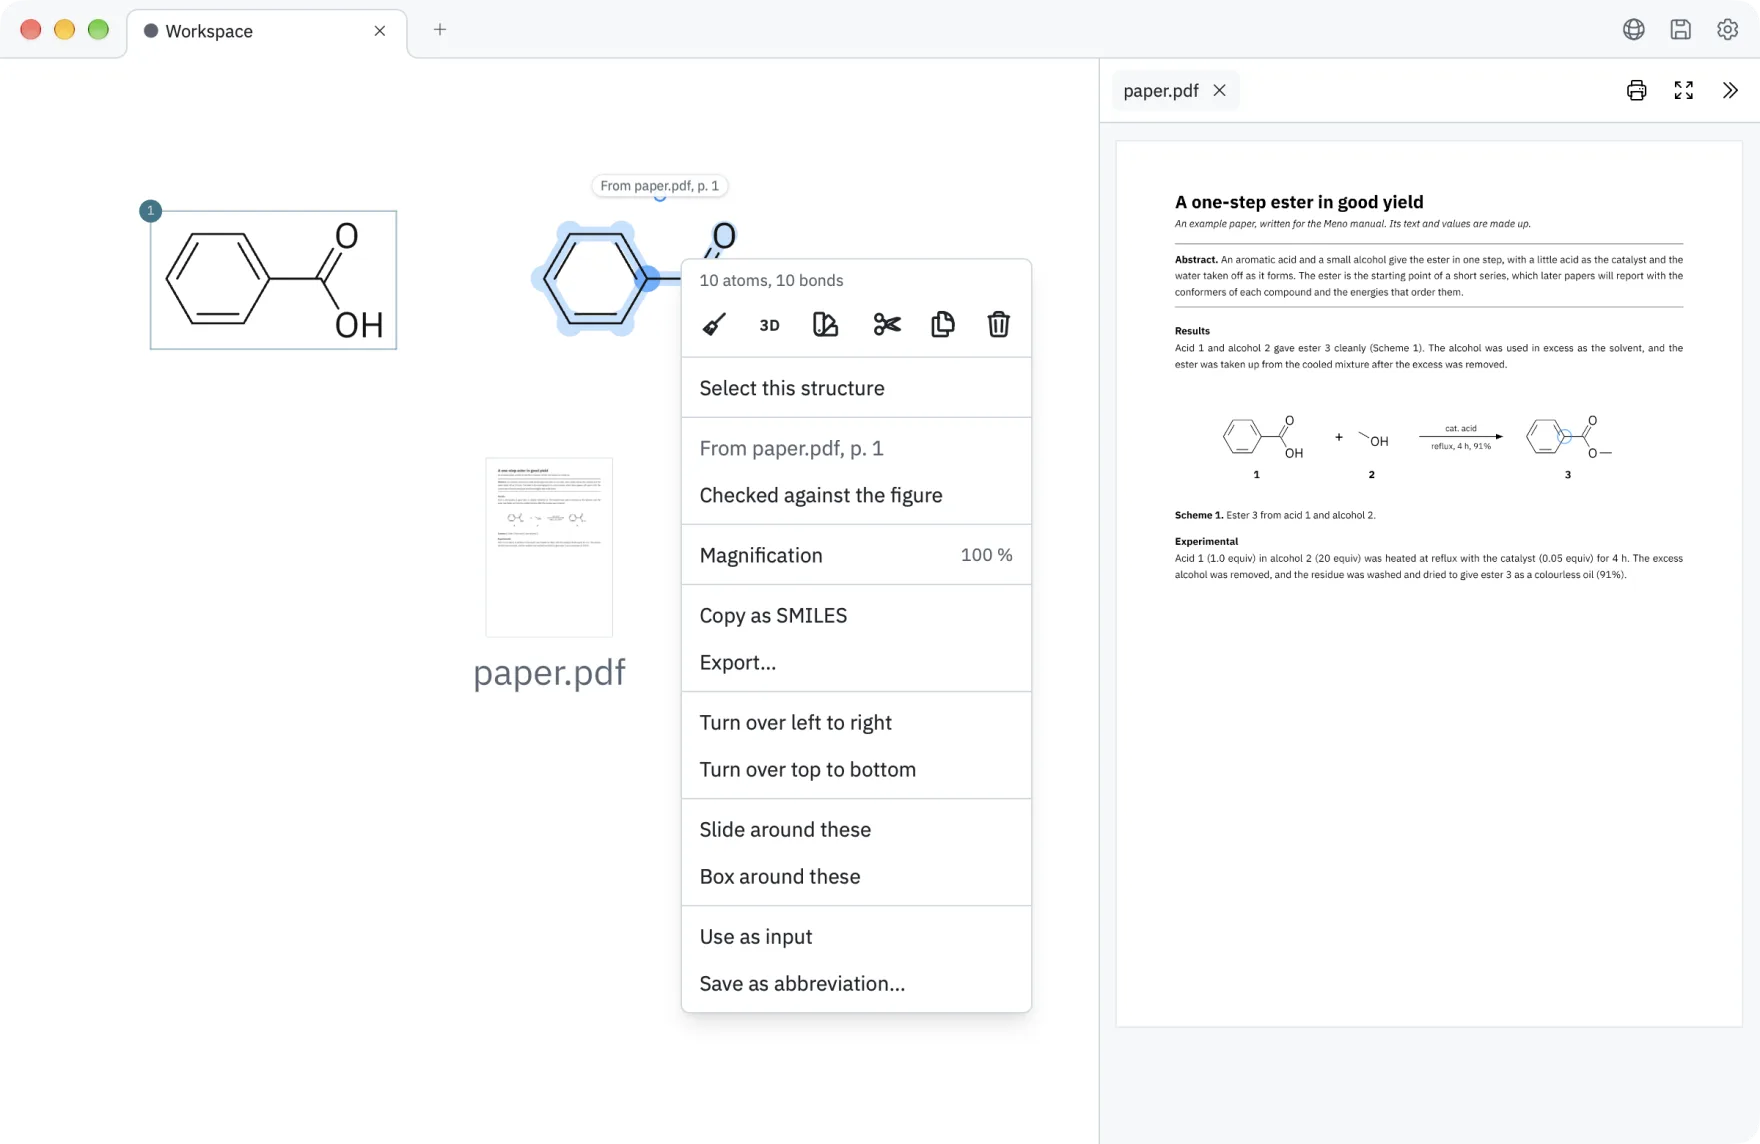 Workspace
paper.pdf
From paper.pdf, p. 1
1
O
OH
O
10 atoms, 10 bonds
3D
Select this structure
From paper.pdf, p. 1
Checked against the figure
Magnification 100 %
Copy as SMILES
Export...
Turn over left to right
Turn over top to bottom
Slide around these
Box around these
Use as input
Save as abbreviation...
paper.pdf
A one-step ester in good yield
An example paper, written for the Meno manual. Its text and values are made up.
Abstract. An aromatic acid and a small alcohol give the ester in one step, with a little acid as the catalyst and the
water taken off as it forms. The ester is the starting point of a short series, which later papers will report with the
conformers of each compound and the energies that order them.
Results
Acid 1 and alcohol 2 gave ester 3 cleanly (Scheme 1). The alcohol was used in excess as the solvent, and the
ester was taken up from the cooled mixture after the excess was removed.
O
OH
+
OH
cat. acid
reflux, 4 h, 91%
O
O
1 2 3
Scheme 1. Ester 3 from acid 1 and alcohol 2.
Experimental
Acid 1 (1.0 equiv) in alcohol 2 (20 equiv) was heated at reflux with the catalyst (0.05 equiv) for 4 h. The excess
alcohol was removed, and the residue was washed and dried to give ester 3 as a colourless oil (91%).